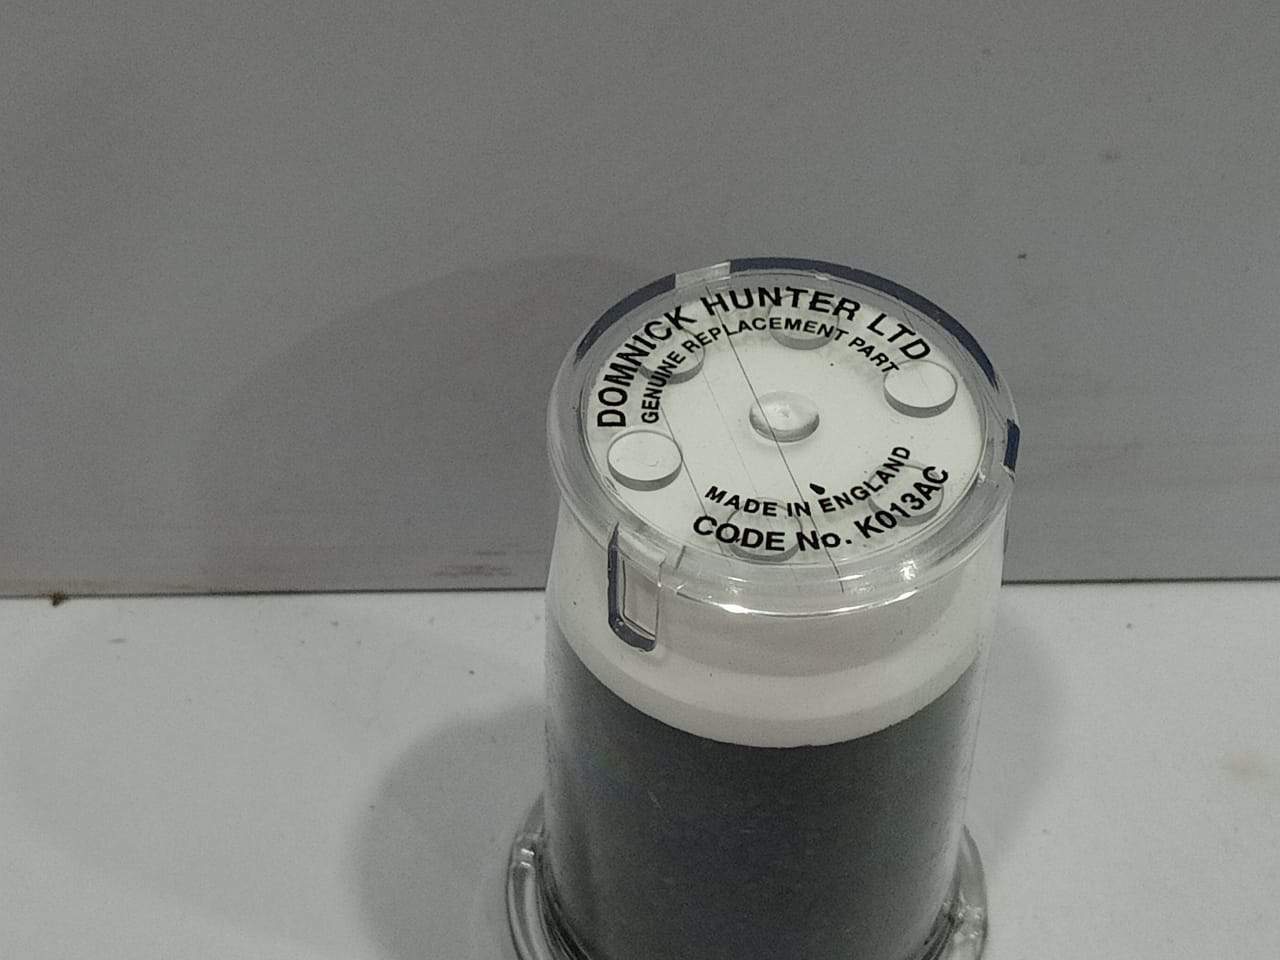 DOMNICK HUNTER LTD
GENUINE REPLACEMENT PART
MADE IN ENGLAND
CODE No. K013AC